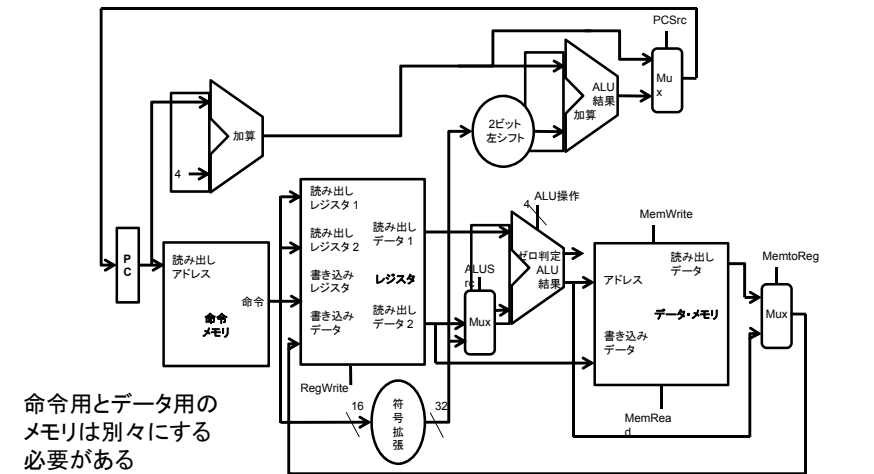 PCSrc
Mu
x
ALU
結果
加算
2ビット
左シフト
加算
4
ALU操作
4
MemWrite
MemtoReg
P
C
読み出し
アドレス
命令
命令
メモリ
読み出し
レジスタ 1
読み出し
レジスタ 2
書き込み
レジスタ
書き込み
データ
読み出し
データ 1
レジスタ
読み出し
データ 2
RegWrite
ALUS
rc
Mux
ゼロ判定
ALU
結果
アドレス
読み出し
データ
データ・メモリ
書き込み
データ
MemRea
d
Mux
16
符
号
拡
張
32
命令用とデータ用の
メモリは別々にする
必要がある